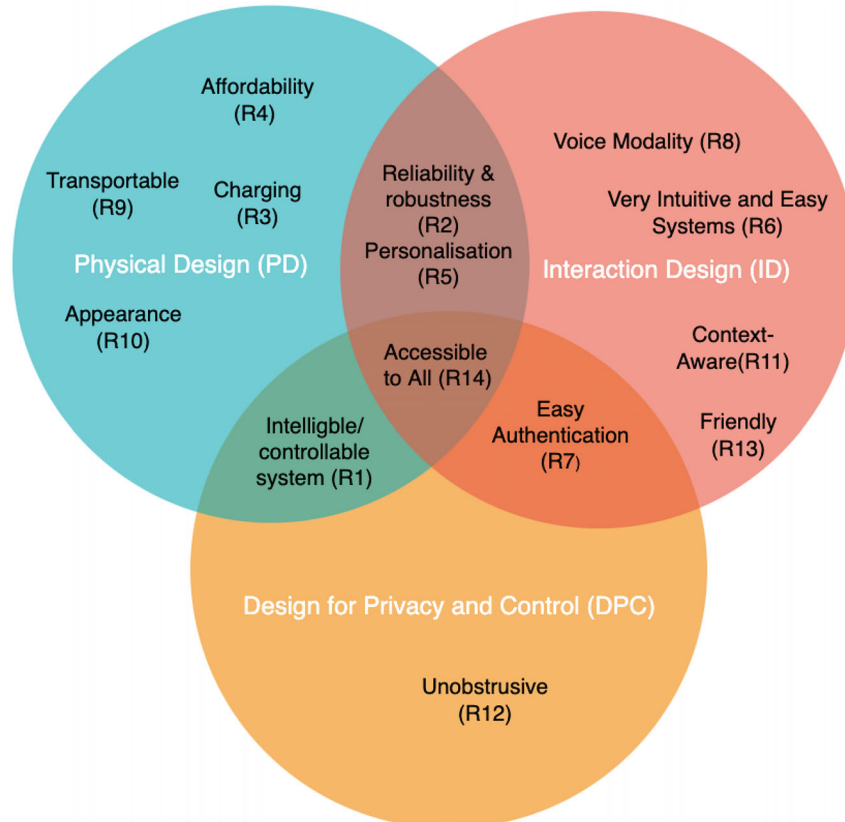 Affordability
(R4)
Transportable
(R9)
Charging
(R3)
Physical Design (PD)
Appearance
(R10)
Reliability &
robustness
(R2)
Personalisation
(R5)
Voice Modality (R8)
Very Intuitive and Easy
Systems (R6)
Interaction Design (ID)
Context-
Aware(R11)
Friendly
(R13)
Accessible
to All (R14)
Intelligble/
controllable
system (R1)
Easy
Authentication
(R7)
Design for Privacy and Control (DPC)
Unobstrusive
(R12)